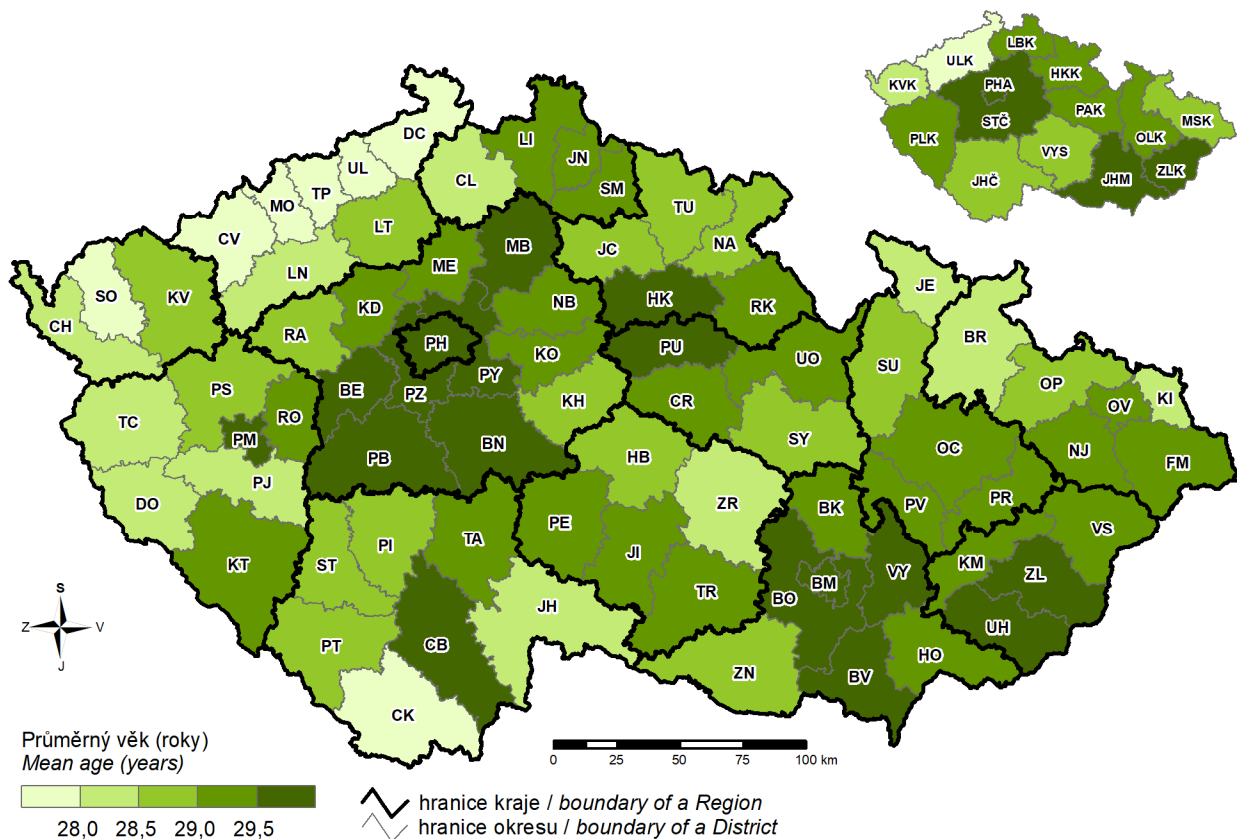 LBK
ULK
HKK
KVK
PHA
PAK
STČ
MSK
OLK
PLK
VYS
ZLK
JHČ
JHM
DC
LI
JN
UL
CL
SM
TP
MO
TU
LT
CV
MB
NA
JC
ME
LN
JE
SO
KV
NB
HK
KD
RK
CH
RA
BR
PH
KO
PU
UO
SU
PY
OP
BE
PZ
PS
KI
KH
CR
OV
RO
TC
PM
SY
OC
NJ
BN
HB
PB
FM
PJ
PR
DO
ZR
BK
PV
VS
PE
TA
PI
JI
KM
KT
ST
ZL
VY
BM
TR
BO
JH
UH
PT
CB
HO
BV
ZN
CK
S
Z V
J
Průměrný věk (roky)
Mean age (years)
28,0 28,5 29,0 29,5
0 25 50 75 100 km
hranice kraje / boundary of a Region
hranice okresu / boundary of a District